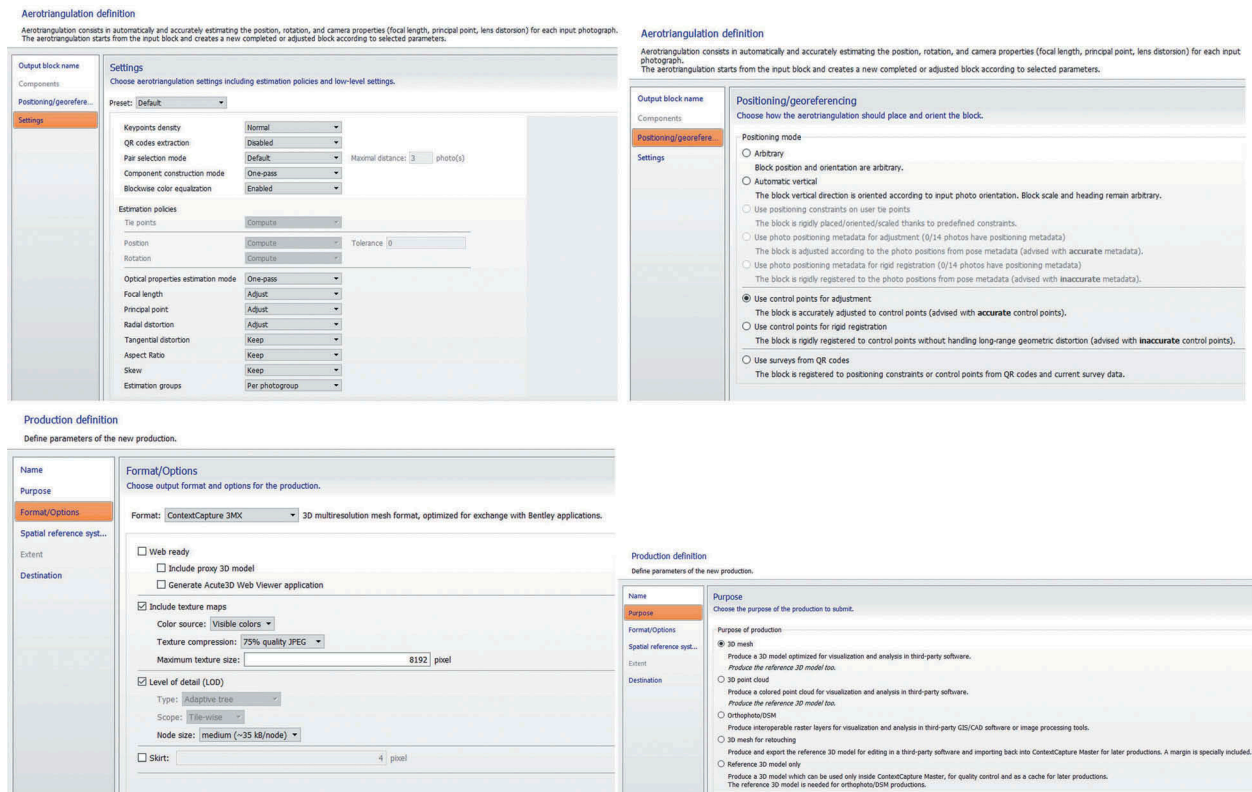 Aerotriangulation definition
Aerotriangulation consists in automatically and accurately estimating the position, rotation, and camera properties (focal length, principal point, lens distorsion) for each input photograph.
The aerotriangulation starts from the input block and creates a new completed or adjusted block according to selected parameters.
Output block name
Components
Positioning/georefere...
Settings
Settings
Choose aerotriangulation settings including estimation policies and low-level settings.
Preset: Default
Keypoints density Normal
QR codes extraction Disabled
Pair selection mode Default Maximal distance: 3 photo(s)
Component construction mode One-pass
Blockwise color equalization Enabled
Estimation policies
Tie points Compute
Position Compute Tolerance 0
Rotation Compute
Optical properties estimation mode One-pass
Focal length Adjust
Principal point Adjust
Radial distortion Adjust
Tangential distortion Keep
Aspect Ratio Keep
Skew Keep
Estimation groups Per photogroup
Aerotriangulation definition
Aerotriangulation consists in automatically and accurately estimating the position, rotation, and camera properties (focal length, principal point, lens distorsion) for each input
photograph.
The aerotriangulation starts from the input block and creates a new completed or adjusted block according to selected parameters.
Output block name
Components
Positioning/georefere...
Settings
Positioning/georeferencing
Choose how the aerotriangulation should place and orient the block.
Positioning mode
Arbitrary
Block position and orientation are arbitrary.
Automatic vertical
The block vertical direction is oriented according to input photo orientation. Block scale and heading remain arbitrary.
Use positioning constraints on user tie points
The block is rigidly placed/oriented/scaled thanks to predefined constraints.
Use photo positioning metadata for adjustment (0/14 photos have positioning metadata)
The block is adjusted according to the photo positions from pose metadata (advised with accurate metadata).
Use photo positioning metadata for rigid registration (0/14 photos have positioning metadata)
The block is rigidly registered to the photo positions from pose metadata (advised with inaccurate metadata).
Use control points for adjustment
The block is accurately adjusted to control points (advised with accurate control points).
Use control points for rigid registration
The block is rigidly registered to control points without handling long-range geometric distortion (advised with inaccurate control points).
Use surveys from QR codes
The block is registered to positioning constraints or control points from QR codes and current survey data.
Production definition
Define parameters of the new production.
Name
Purpose
Format/Options
Spatial reference syst...
Extent
Destination
Format/Options
Choose output format and options for the production.
Format: ContextCapture 3MX 3D multiresolution mesh format, optimized for exchange with Bentley applications.
Web ready
Include proxy 3D model
Generate Acute3D Web Viewer application
Include texture maps
Color source: Visible colors
Texture compression: 75% quality JPEG
Maximum texture size: 8192 pixel
Level of detail (LOD)
Type: Adaptive tree
Scope: Tile-wise
Node size: medium (~35 kB/node)
Skirt: 4 pixel
Production definition
Define parameters of the new production.
Name
Purpose
Format/Options
Spatial reference syst...
Extent
Destination
Purpose
Choose the purpose of the production to submit.
Purpose of production
3D mesh
Produce a 3D model optimized for visualization and analysis in third-party software.
Produce the reference 3D model too.
3D point cloud
Produce a colored point cloud for visualization and analysis in third-party software.
Produce the reference 3D model too.
Orthophoto/DSM
Produce interoperable raster layers for visualization and analysis in third-party GIS/CAD software or image processing tools.
3D mesh for retouching
Produce and export the reference 3D model for editing in a third-party software and importing back into ContextCapture Master for later productions. A margin is specially included.
Reference 3D model only
Produce a 3D model which can be used only inside ContextCapture Master, for quality control and as a cache for later productions.
The reference 3D model is needed for orthophoto/DSM productions.